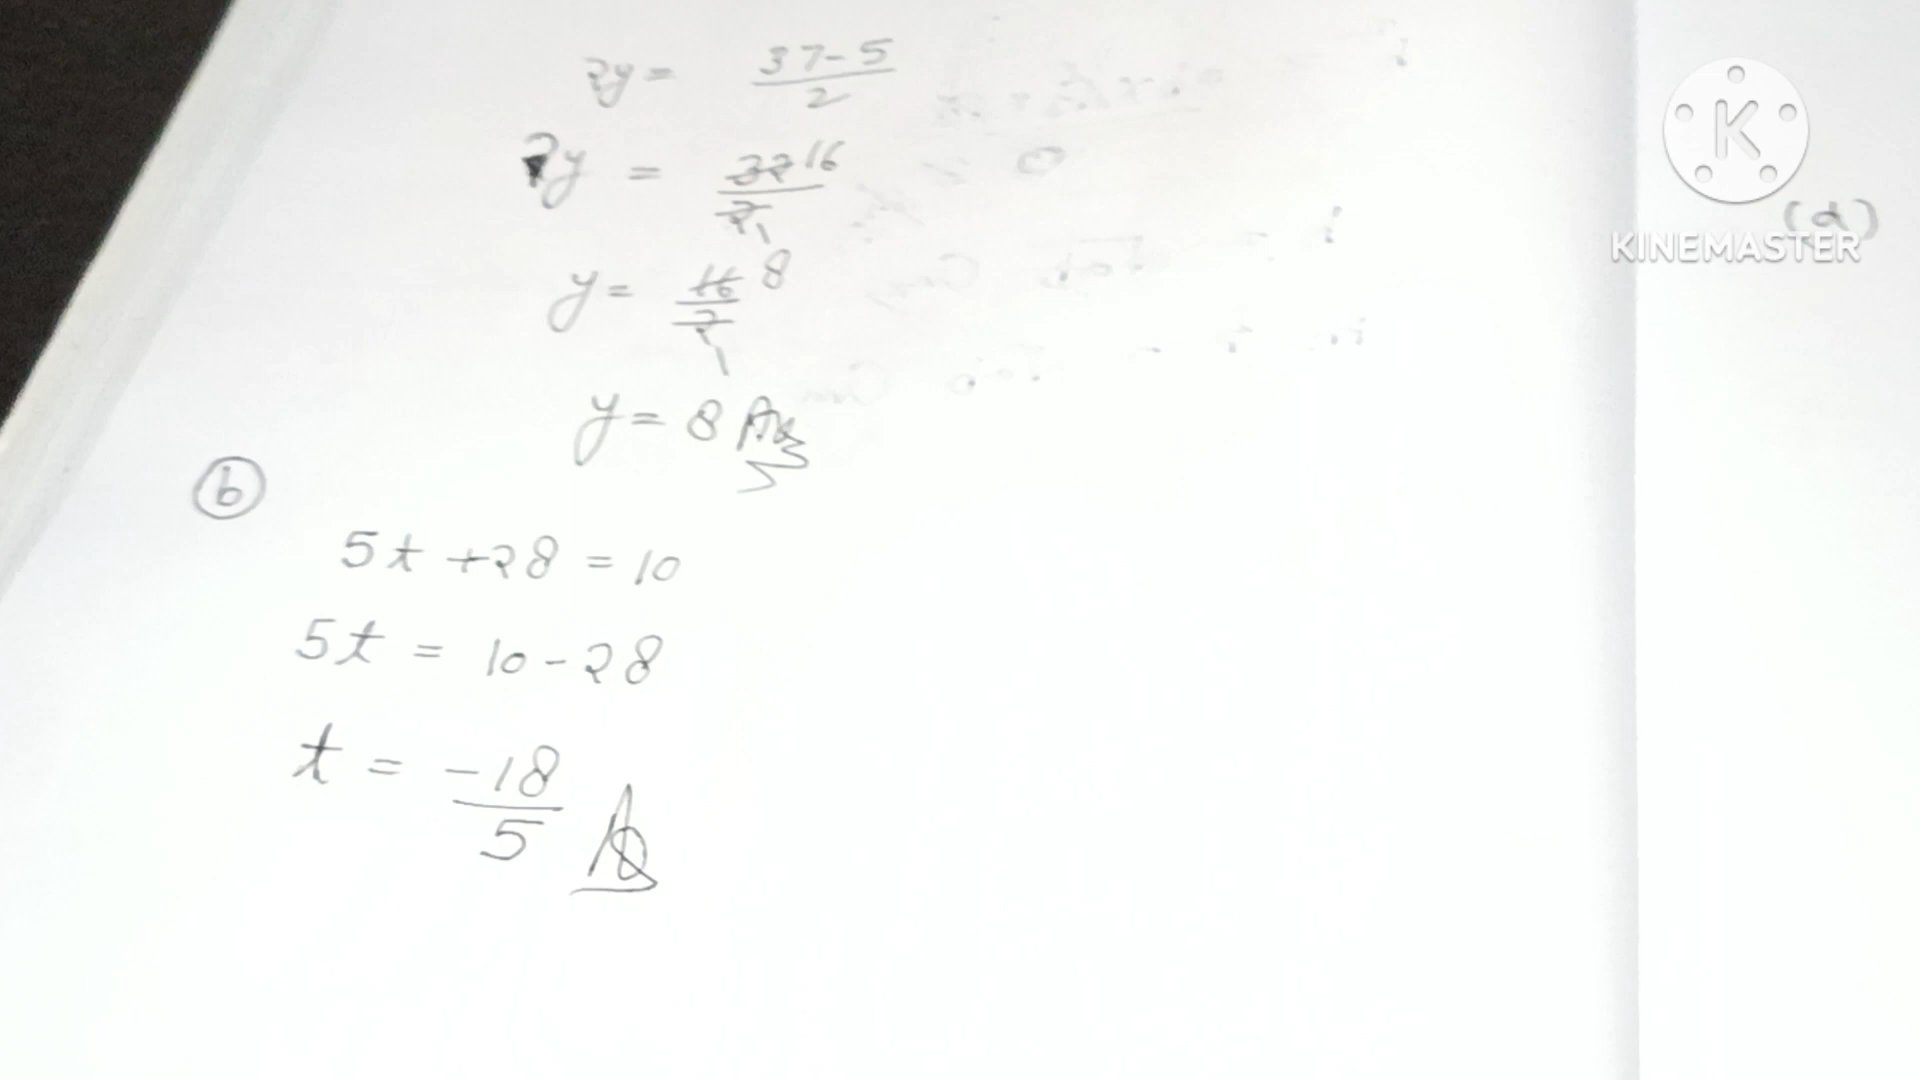 2y = 37-5/2
2y = 32 16/2 1
y = 16 8/2 1
y = 8 Ans
b
5t + 28 = 10
5t = 10 - 28
t = -18/5
(d)
K
KINEMASTER